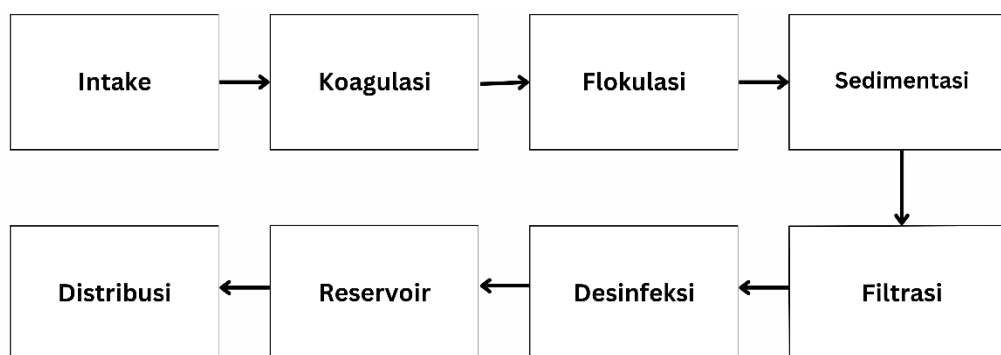 Intake
Koagulasi
Flokulasi
Sedimentasi
Distribusi
Reservoir
Desinfeksi
Filtrasi